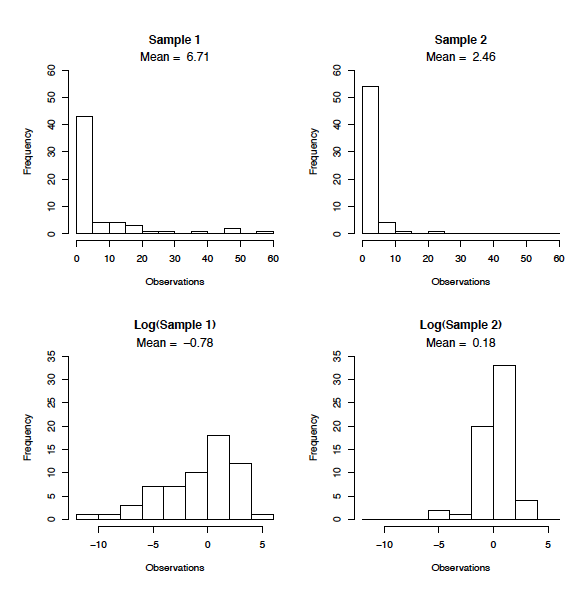 Sample 1
Mean = 6.71
Frequency
0 10 20 30 40 50 60
0 10 20 30 40 50 60
Observations
Sample 2
Mean = 2.46
Frequency
0 10 20 30 40 50 60
0 10 20 30 40 50 60
Observations
Log(Sample 1)
Mean = −0.78
Frequency
0 5 10 15 20 25 30 35
−10 −5 0 5
Observations
Log(Sample 2)
Mean = 0.18
Frequency
0 5 10 15 20 25 30 35
−10 −5 0 5
Observations